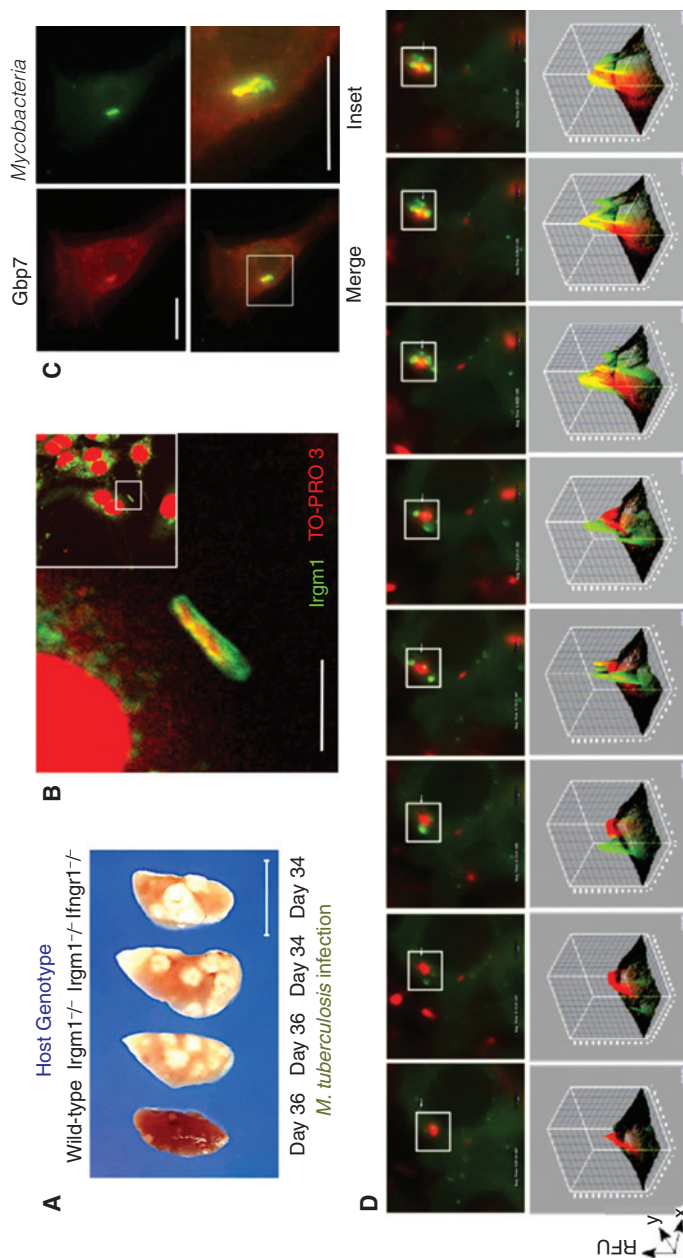 A
Host Genotype
Wild-type Irgm1⁻/⁻ Irgm1⁻/⁻ Ifngr1⁻/⁻
Day 36 Day 36 Day 34 Day 34
M. tuberculosis infection
B
Irgm1 TO-PRO 3
C
Gbp7 Mycobacteria
Merge Inset
D
RFU
y
x